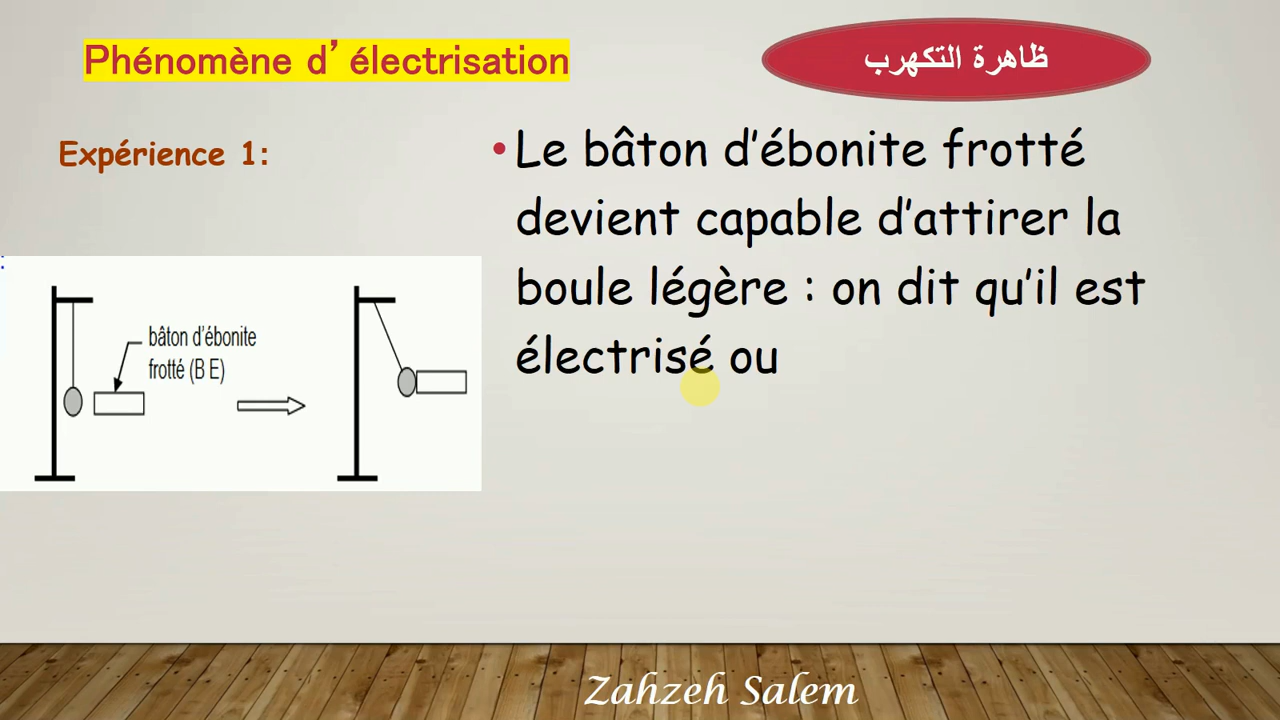 Phénomène d’électrisation
ظاهرة التكهرب
Expérience 1:
• Le bâton d’ébonite frotté
devient capable d’attirer la
boule légère : on dit qu’il est
électrisé ou
:
bâton d’ébonite
frotté (B E)
Zahzeh Salem